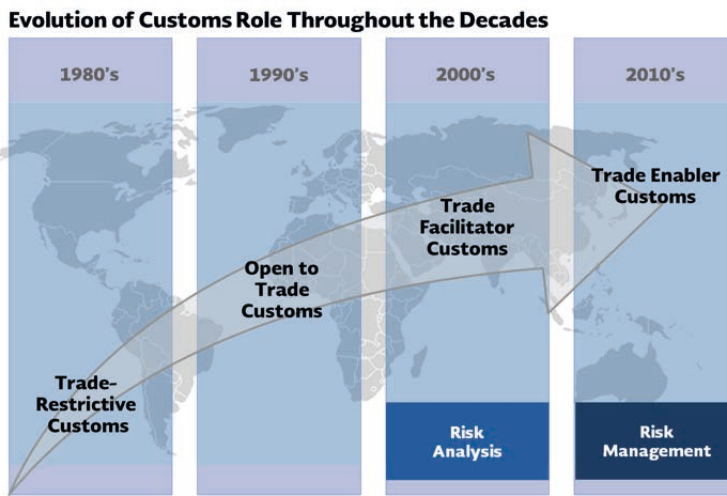 Evolution of Customs Role Throughout the Decades
1980's
1990's
2000's
2010's
Trade-
Restrictive
Customs
Open to
Trade
Customs
Trade
Facilitator
Customs
Trade Enabler
Customs
Risk
Analysis
Risk
Management